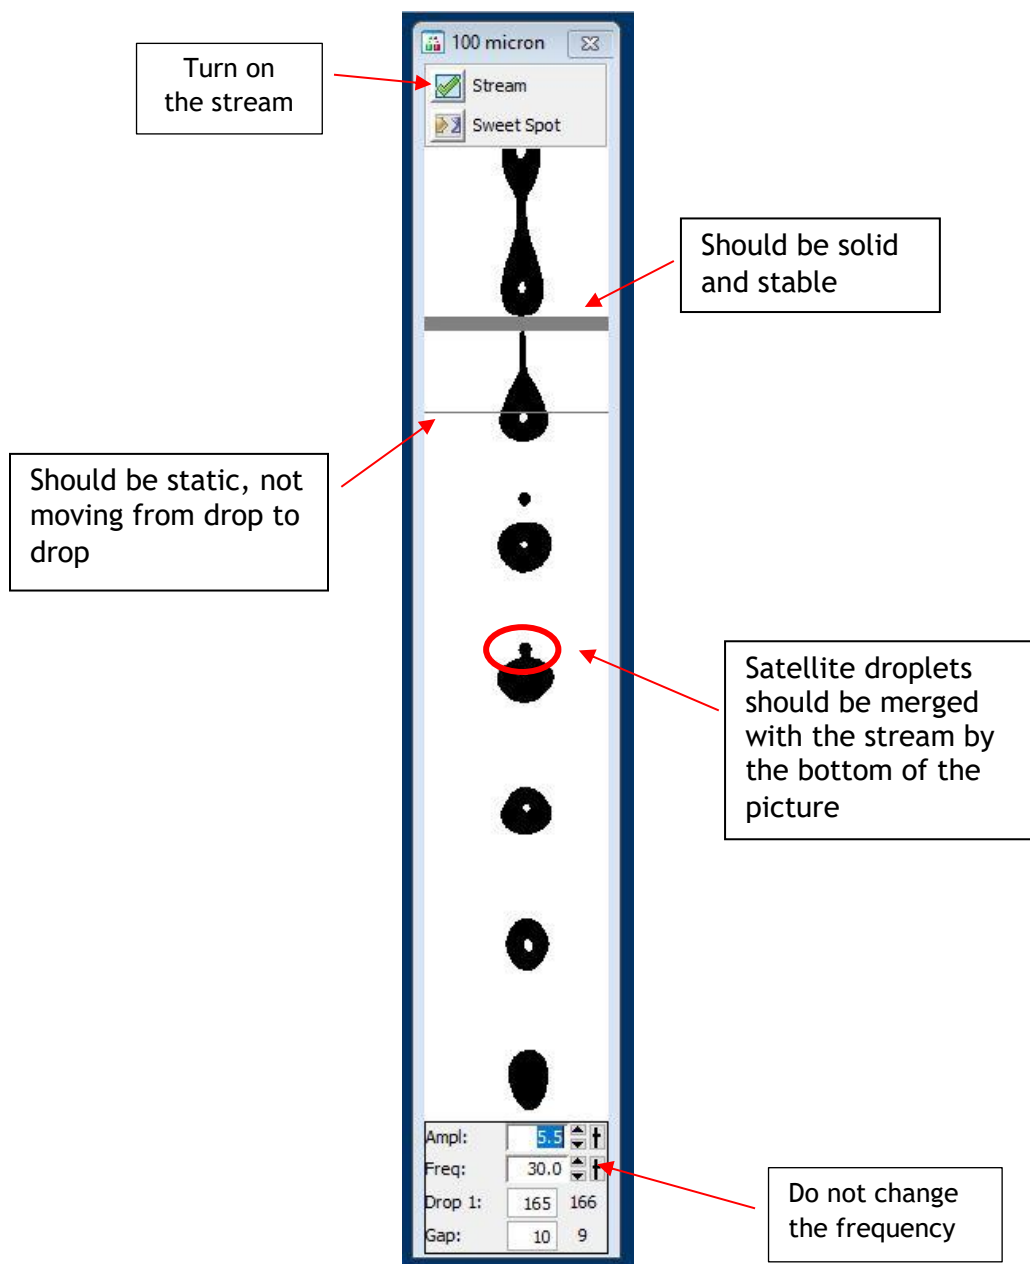 100 micron
Turn on
the stream
Stream
Sweet Spot
Should be solid
and stable
Should be static, not
moving from drop to
drop
Satellite droplets
should be merged
with the stream by
the bottom of the
picture
Ampl: 5.5
Freq: 30.0
Drop 1: 165 166
Gap: 10 9
Do not change
the frequency